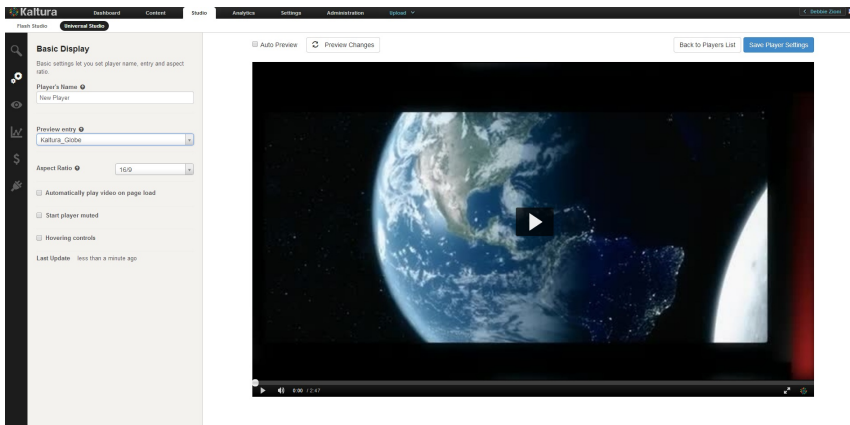 Kaltura Dashboard Content Studio Analytics Settings Administration Upload < Debbie Zioni
Flash Studio Universal Studio
Basic Display
Basic settings let you set player name, entry and aspect
ratio.
Player's Name
New Player
Preview entry
Kaltura_Globe
Aspect Ratio 16/9
Automatically play video on page load
Start player muted
Hovering controls
Last Update less than a minute ago
Auto Preview Preview Changes Back to Players List Save Player Settings
0:00 / 2:47